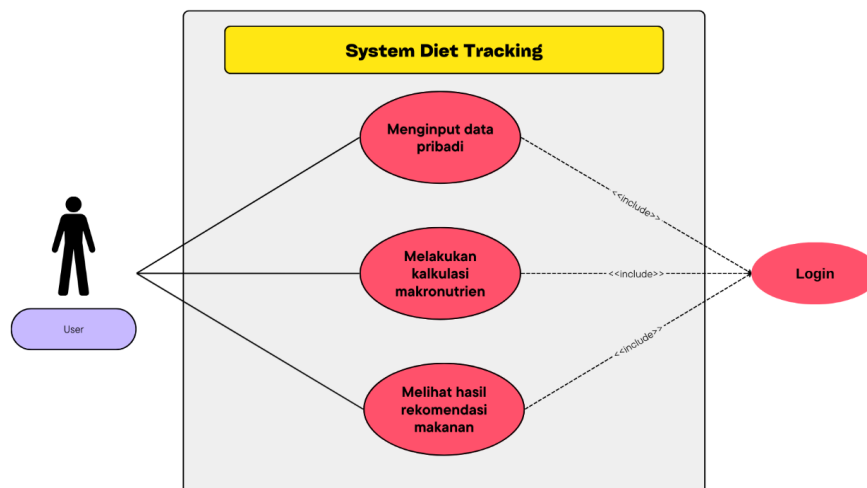 System Diet Tracking
Menginput data
pribadi
<<include>>
Melakukan
kalkulasi
makronutrien
<<include>>
Login
User
<<include>>
Melihat hasil
rekomendasi
makanan